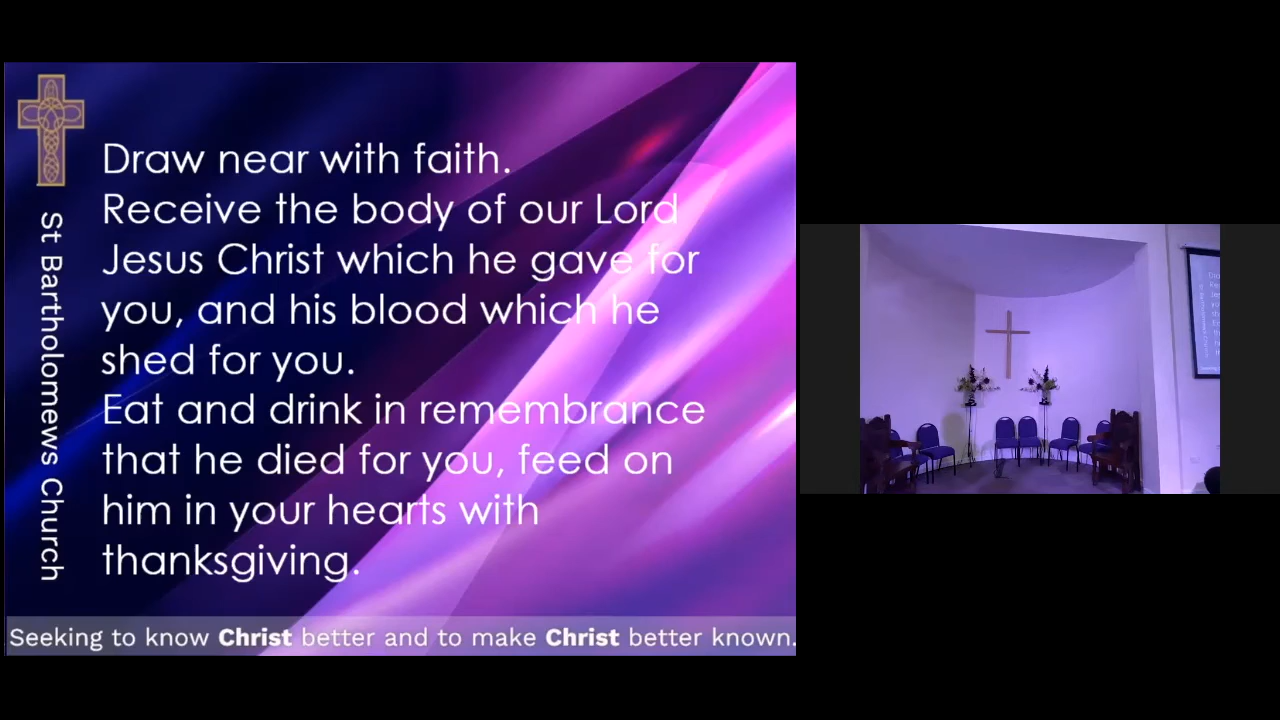 St Bartholomews Church
Draw near with faith.
Receive the body of our Lord
Jesus Christ which he gave for
you, and his blood which he
shed for you.
Eat and drink in remembrance
that he died for you, feed on
him in your hearts with
thanksgiving.
Seeking to know Christ better and to make Christ better known.